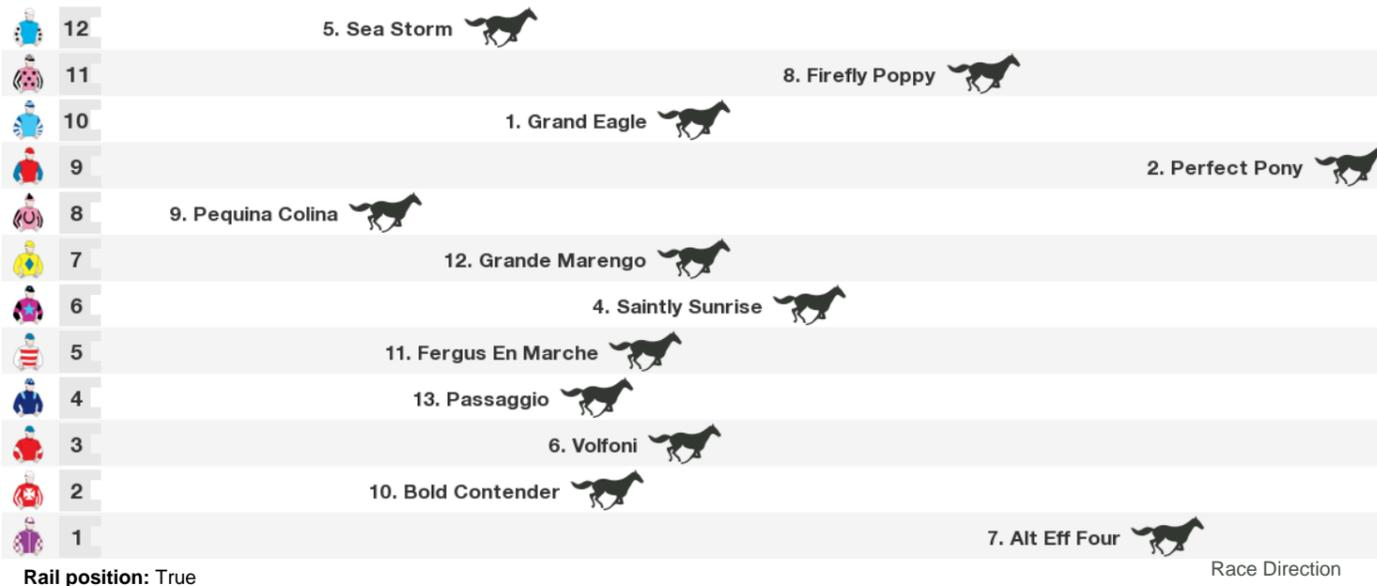 12 5. Sea Storm
11 8. Firefly Poppy
10 1. Grand Eagle
9 2. Perfect Pony
8 9. Pequina Colina
7 12. Grande Marengo
6 4. Saintly Sunrise
5 11. Fergus En Marche
4 13. Passaggio
3 6. Volfoni
2 10. Bold Contender
1 7. Alt Eff Four
Race Direction
Rail position: True